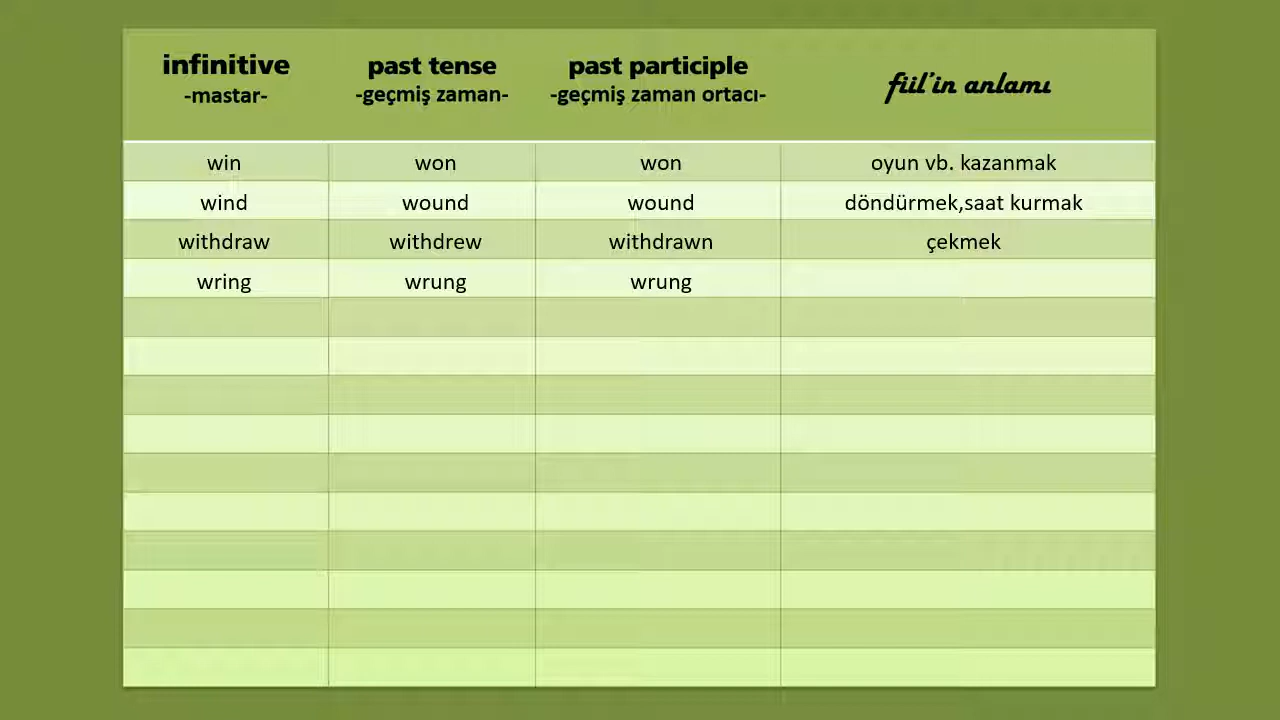 infinitive past tense past participle fiil'in anlamı
-mastar- -geçmiş zaman- -geçmiş zaman ortacı-
win won won oyun vb. kazanmak
wind wound wound döndürmek,saat kurmak
withdraw withdrew withdrawn çekmek
wring wrung wrung